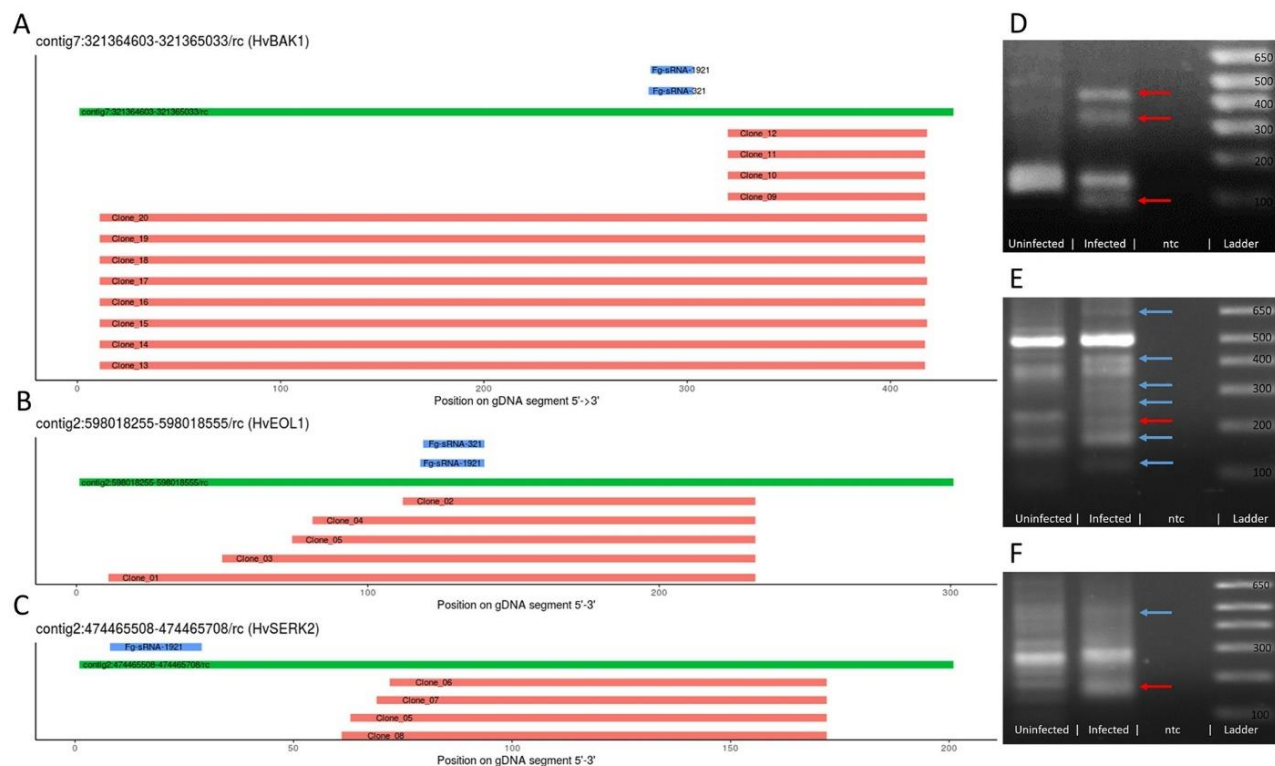 A
contig7:321364603-321365033/rc (HvBAK1)
Fg-sRNA-1921
Fg-sRNA-321
contig7:321364603-321365033/rc
Clone_12
Clone_11
Clone_10
Clone_09
Clone_20
Clone_19
Clone_18
Clone_17
Clone_16
Clone_15
Clone_14
Clone_13
0 100 200 300 400
Position on gDNA segment 5'->3'
B
contig2:598018255-598018555/rc (HvEOL1)
Fg-sRNA-321
Fg-sRNA-1921
contig2:598018255-598018555/rc
Clone_02
Clone_04
Clone_05
Clone_03
Clone_01
0 100 200 300
Position on gDNA segment 5'-3'
C
contig2:474465508-474465708/rc (HvSERK2)
Fg-sRNA-1921
contig2:474465508-474465708/rc
Clone_06
Clone_07
Clone_05
Clone_08
0 50 100 150 200
Position on gDNA segment 5'-3'
D
650
500
400
300
200
100
Uninfected | Infected | ntc | Ladder
E
650
500
400
300
200
100
Uninfected | Infected | ntc | Ladder
F
650
300
100
Uninfected | Infected | ntc | Ladder